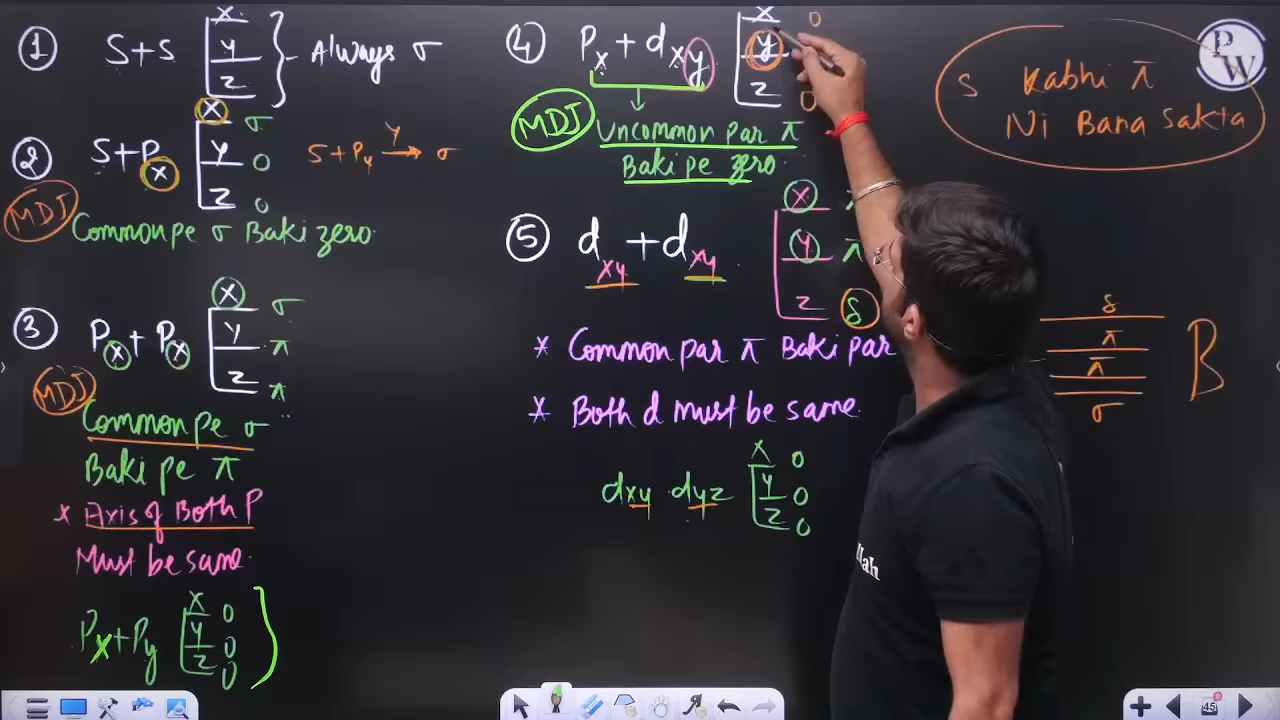 ① S+S X Y Z } Always σ
② S+Px X σ Y 0 Z 0
S+Py Y→ σ
MDJ
Common pe σ Baki zero
③ Px+Px X σ Y π Z π
MDJ
Common pe σ
Baki pe π
* Axis of Both P
Must be same
Px+Py X 0 Y 0 Z 0
④ Px+dxy X 0 y Z 0
MDJ
Uncommon par π
Baki pe zero
⑤ dxy+dxy X Y π Z δ
* Common par π Baki par
* Both d must be same
dxy dyz X 0 Y 0 Z 0
S Kabhi π
Ni Bana sakta
PW
δ
π
π
σ
B
llah
45